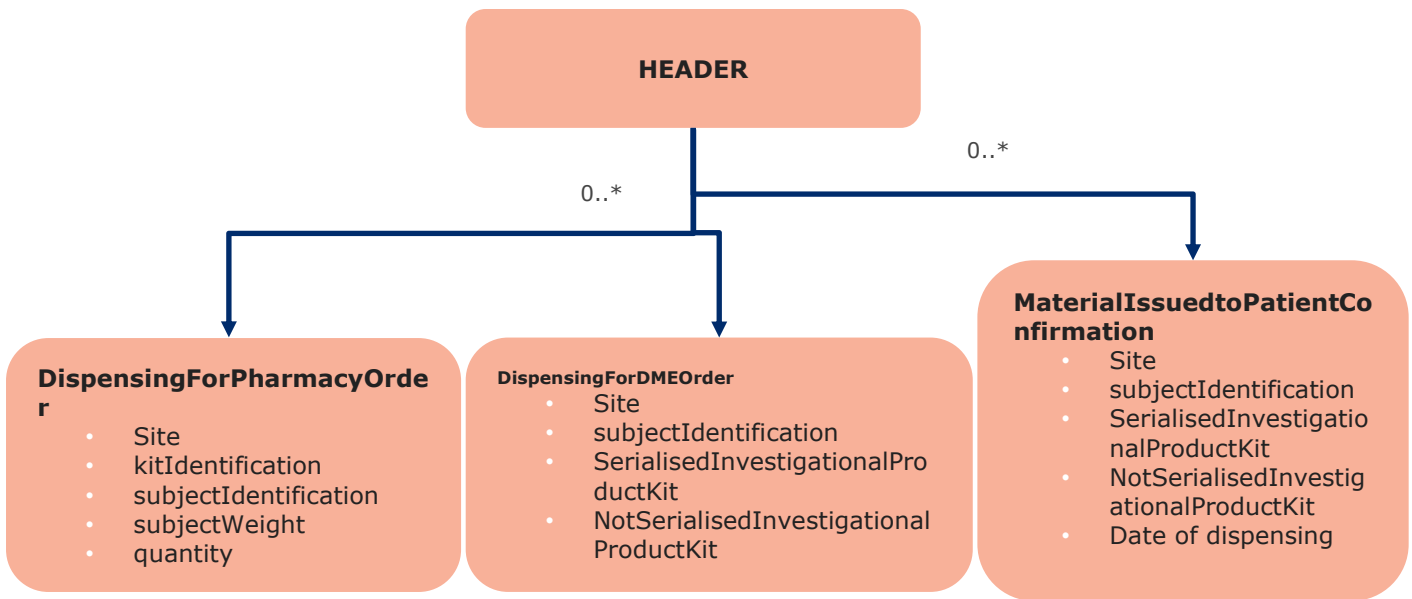 HEADER
0..*
0..*
DispensingForPharmacyOrde
r
• Site
• kitIdentification
• subjectIdentification
• subjectWeight
• quantity
DispensingForDMEOrder
• Site
• subjectIdentification
• SerialisedInvestigationalPro
ductKit
• NotSerialisedInvestigational
ProductKit
MaterialIssuedtoPatientCo
nfirmation
• Site
• subjectIdentification
• SerialisedInvestigatio
nalProductKit
• NotSerialisedInvestig
ationalProductKit
• Date of dispensing